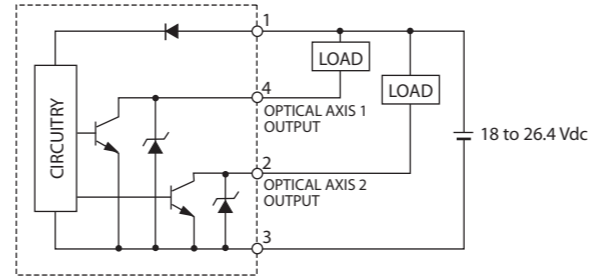 1
LOAD
4
LOAD
OPTICAL AXIS 1
OUTPUT
CIRCUITRY
18 to 26.4 Vdc
2
OPTICAL AXIS 2
OUTPUT
3